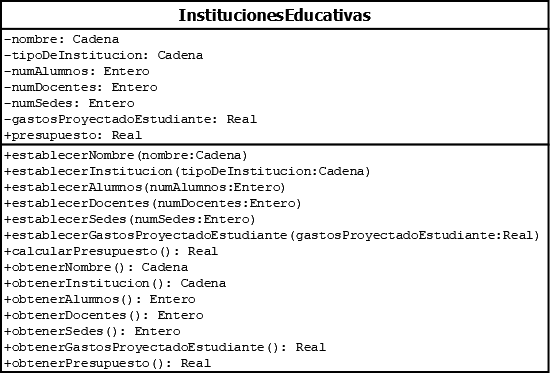 InstitucionesEducativas
-nombre: Cadena
-tipoDeInstitucion: Cadena
-numAlumnos: Entero
-numDocentes: Entero
-numSedes: Entero
-gastosProyectadoEstudiante: Real
+presupuesto: Real
+establecerNombre(nombre:Cadena)
+establecerInstitucion(tipoDeInstitucion:Cadena)
+establecerAlumnos(numAlumnos:Entero)
+establecerDocentes(numDocentes:Entero)
+establecerSedes(numSedes:Entero)
+establecerGastosProyectadoEstudiante(gastosProyectadoEstudiante:Real)
+calcularPresupuesto(): Real
+obtenerNombre(): Cadena
+obtenerInstitucion(): Cadena
+obtenerAlumnos(): Entero
+obtenerDocentes(): Entero
+obtenerSedes(): Entero
+obtenerGastosProyectadoEstudiante(): Real
+obtenerPresupuesto(): Real